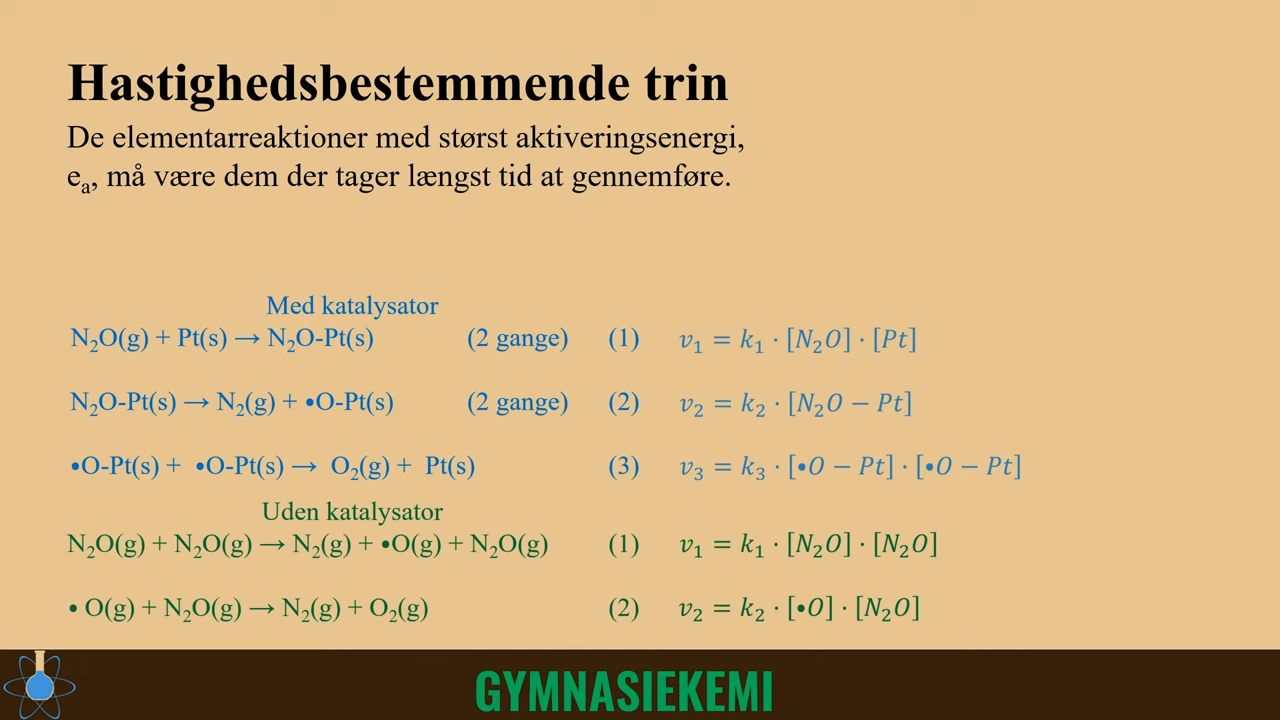 Hastighedsbestemmende trin
De elementarreaktioner med størst aktiveringsenergi,
eₐ, må være dem der tager længst tid at gennemføre.
Med katalysator
N₂O(g) + Pt(s) → N₂O-Pt(s) (2 gange) (1) v₁ = k₁ · [N₂O] · [Pt]
N₂O-Pt(s) → N₂(g) + •O-Pt(s) (2 gange) (2) v₂ = k₂ · [N₂O − Pt]
•O-Pt(s) + •O-Pt(s) → O₂(g) + Pt(s) (3) v₃ = k₃ · [•O − Pt] · [•O − Pt]
Uden katalysator
N₂O(g) + N₂O(g) → N₂(g) + •O(g) + N₂O(g) (1) v₁ = k₁ · [N₂O] · [N₂O]
• O(g) + N₂O(g) → N₂(g) + O₂(g) (2) v₂ = k₂ · [•O] · [N₂O]
GYMNASIEKEMI